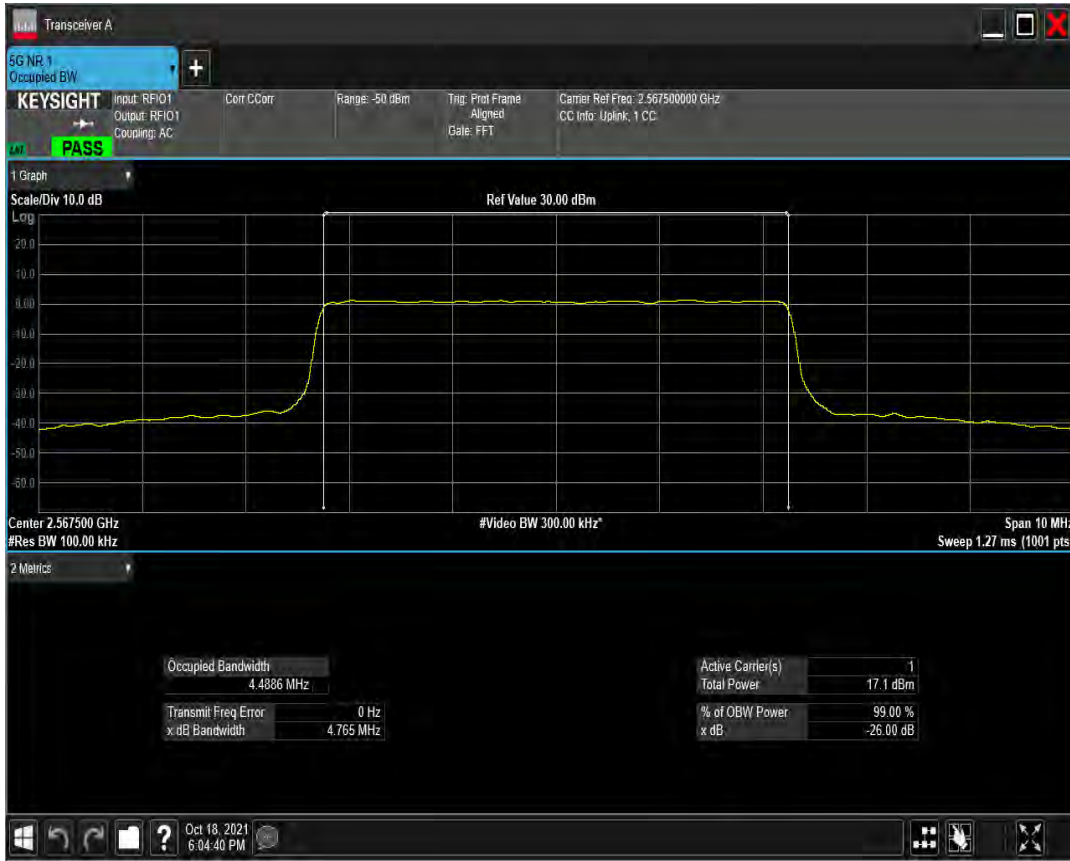 Transceiver A
5G NR 1
Occupied BW
+
KEYSIGHT
PASS
Input: RFIO1
Output: RFIO1
Coupling: AC
Corr CCorr
Range: -50 dBm
Trig: Prot Frame
Aligned
Gate: FFT
Carrier Ref Freq: 2.567500000 GHz
CC Info: Uplink, 1 CC
1 Graph
Scale/Div 10.0 dB
Ref Value 30.00 dBm
Log
20.0
10.0
0.00
-10.0
-20.0
-30.0
-40.0
-50.0
-60.0
Center 2.567500 GHz
#Video BW 300.00 kHz*
Span 10 MHz
#Res BW 100.00 kHz
Sweep 1.27 ms (1001 pts
2 Metrics
Occupied Bandwidth
4.4886 MHz
Transmit Freq Error 0 Hz
x dB Bandwidth 4.765 MHz
Active Carrier(s) 1
Total Power 17.1 dBm
% of OBW Power 99.00 %
x dB -26.00 dB
?
Oct 18, 2021
6:04:40 PM